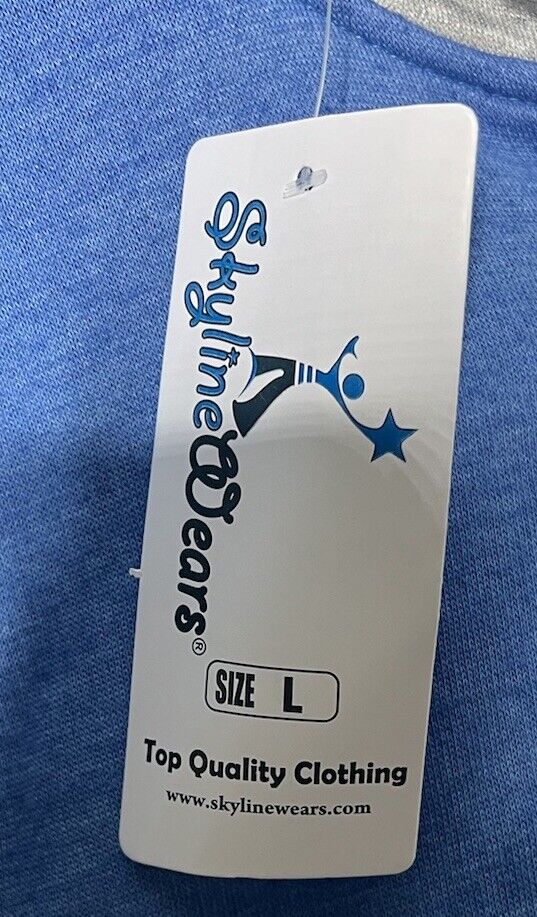 SkylineWears®
SIZE L
Top Quality Clothing
www.skylinewears.com